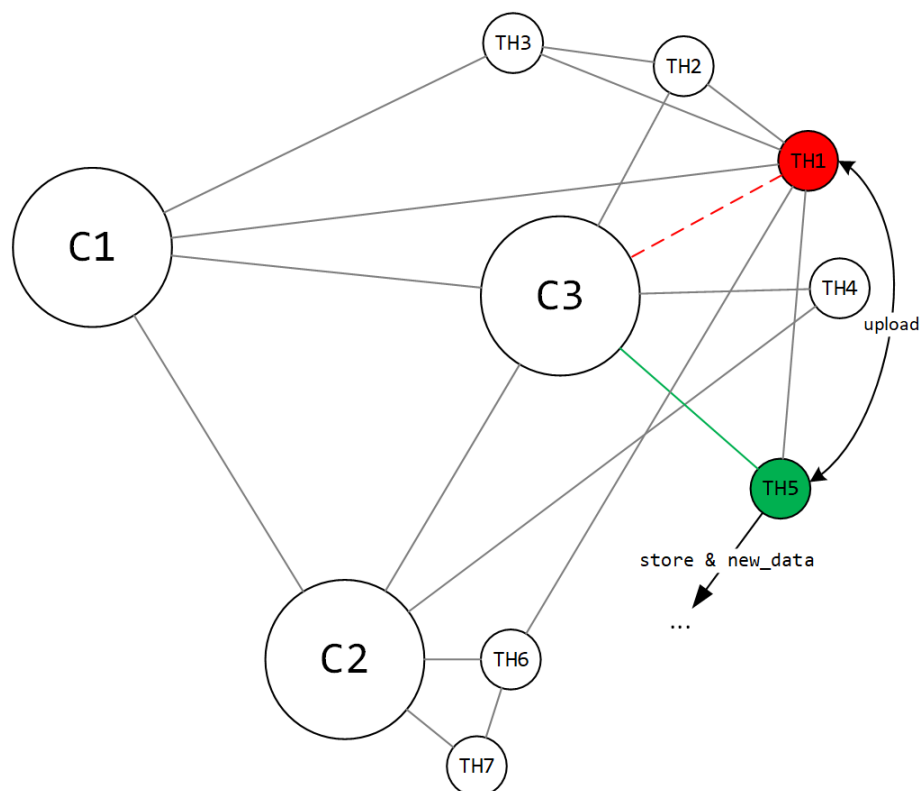 TH3
TH2
TH1
C1
C3
TH4
upload
TH5
store & new_data
...
C2
TH6
TH7